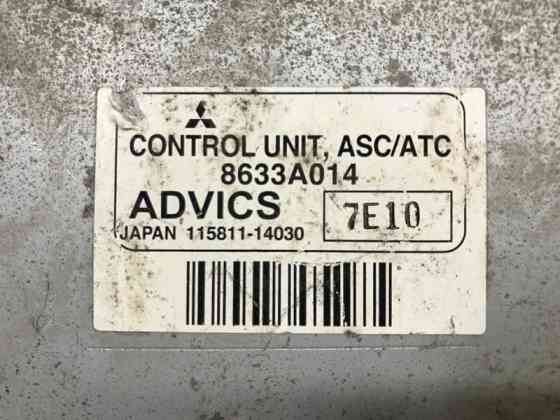 CONTROL UNIT, ASC/ATC
8633A014
ADVICS 7E10
JAPAN 115811-14030